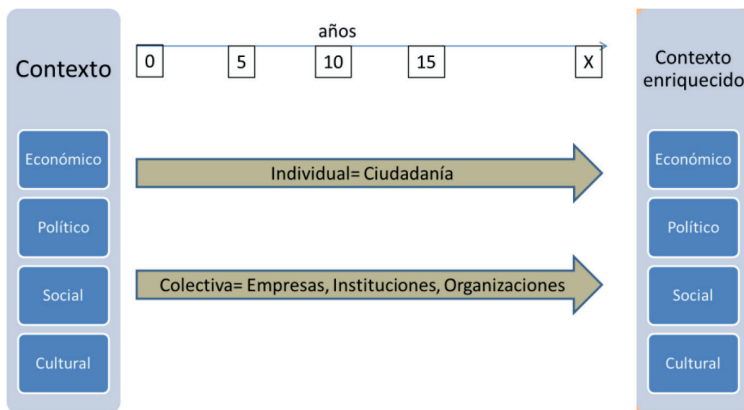 Contexto
Económico
Político
Social
Cultural
años
0 5 10 15 X
Individual= Ciudadanía
Colectiva= Empresas, Instituciones, Organizaciones
Contexto
enriquecido
Económico
Político
Social
Cultural